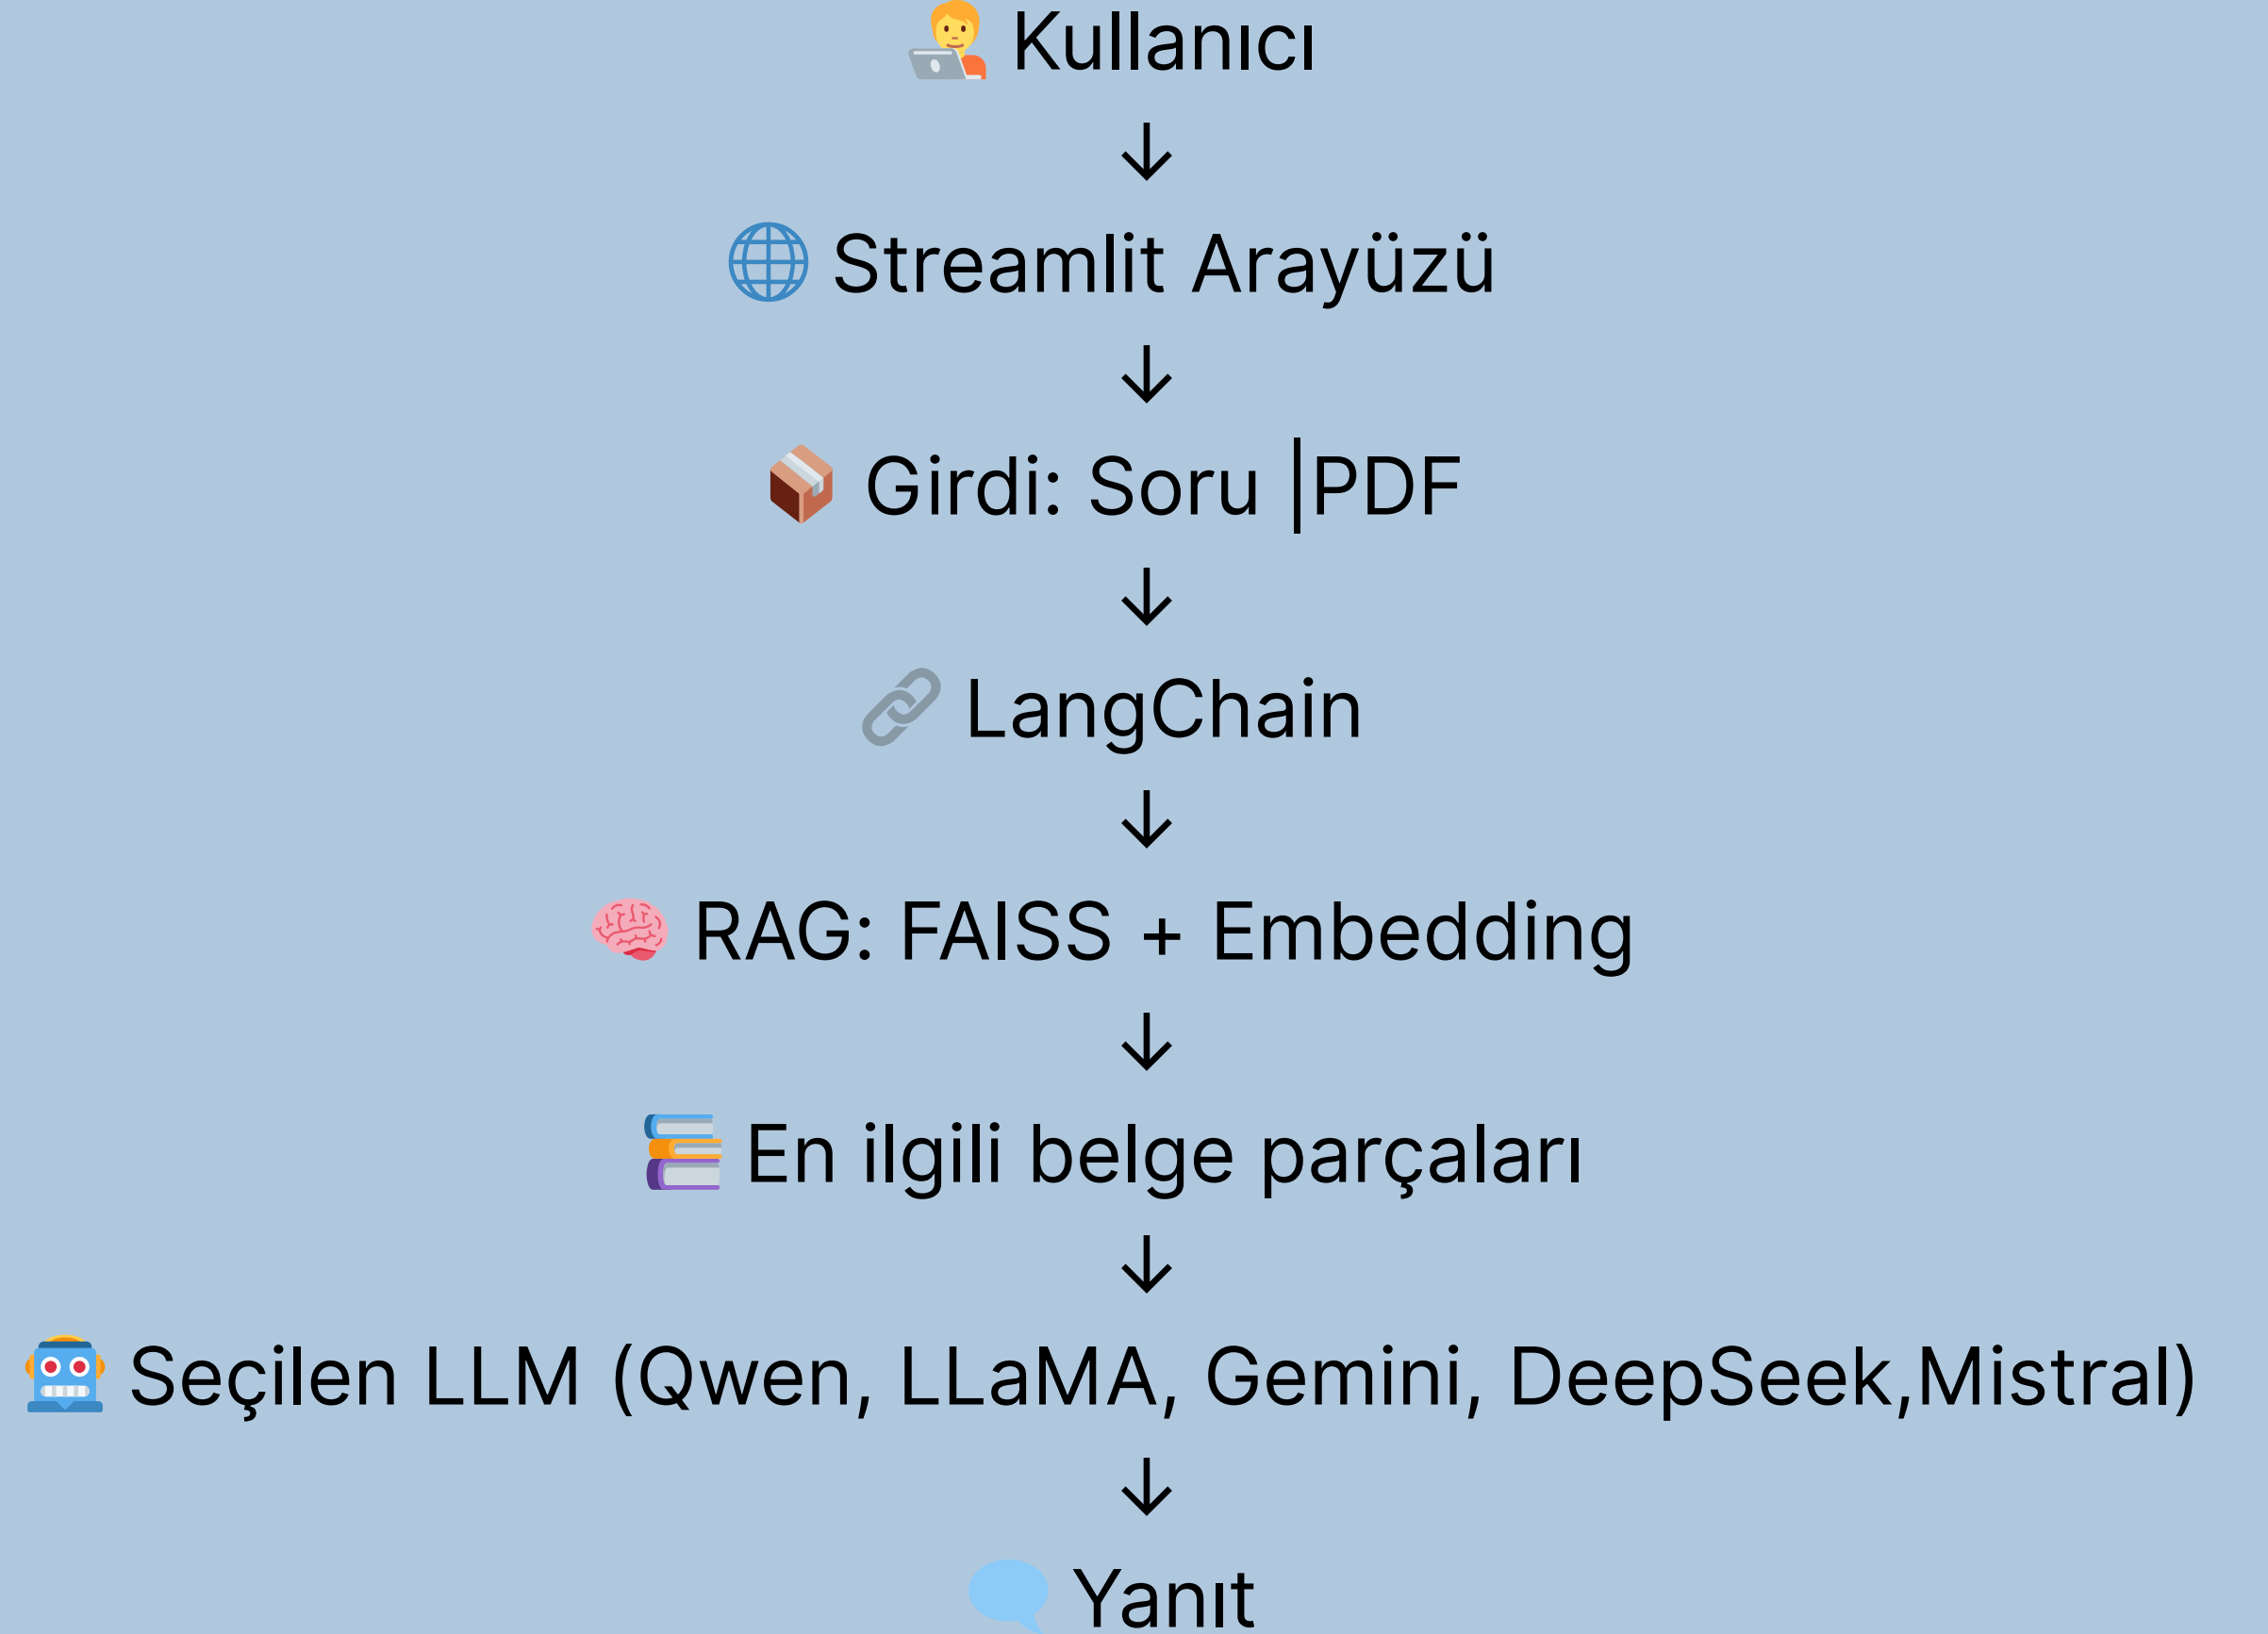 🧑‍💻 Kullanıcı
↓
🌐 Streamlit Arayüzü
↓
📦 Girdi: Soru |PDF
↓
🔗 LangChain
↓
🧠 RAG: FAISS + Embedding
↓
📚 En ilgili belge parçaları
↓
🤖 Seçilen LLM (Qwen, LLaMA, Gemini, DeepSeek,Mistral)
↓
🗨 Yanıt